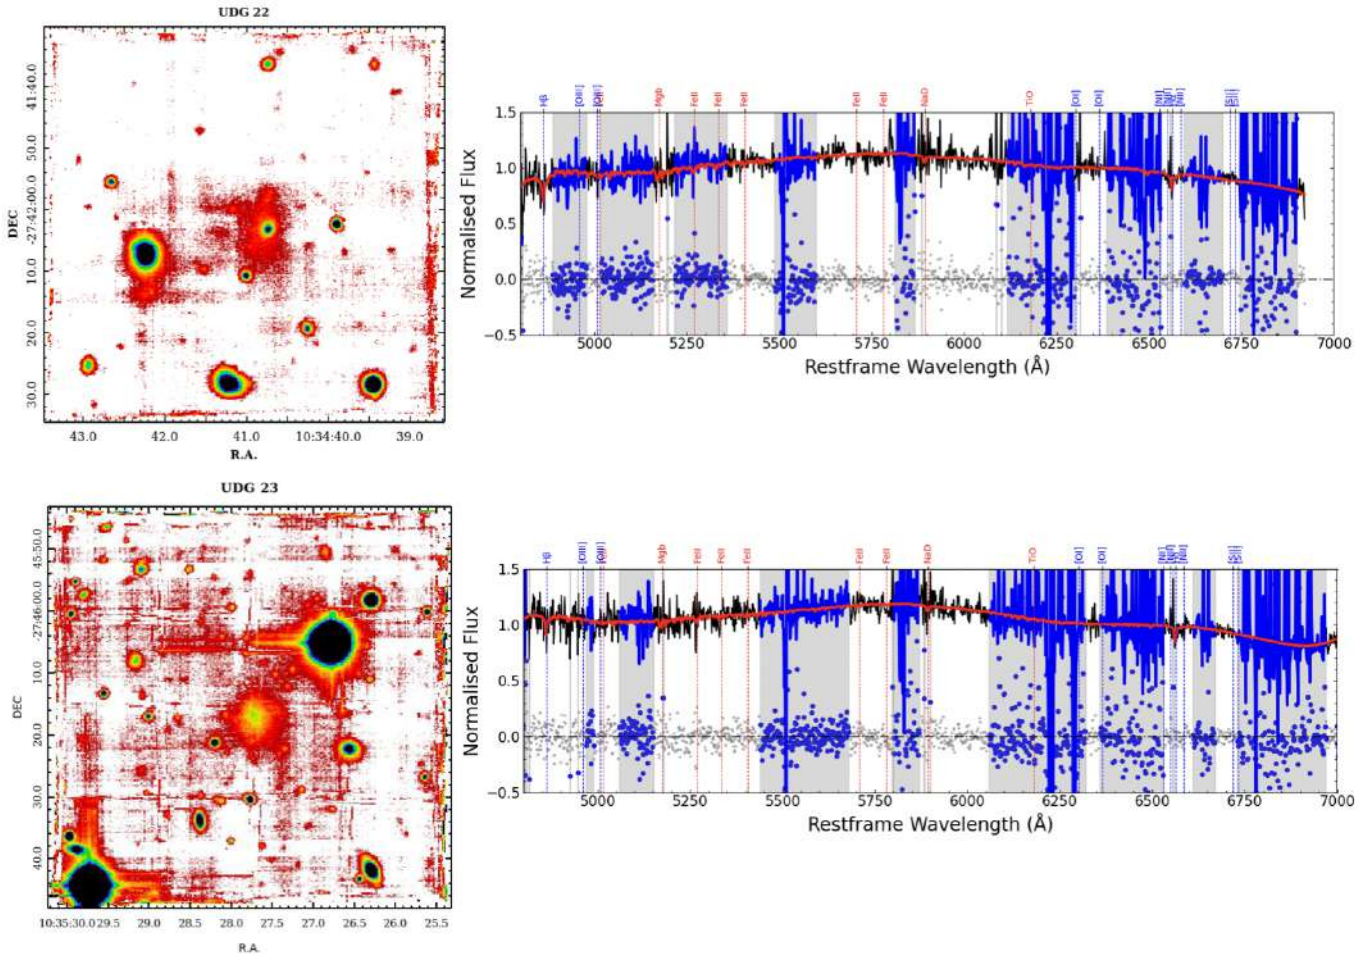 UDG 22
41:40.0
50.0
-27:42:00.0
10.0
20.0
30.0
DEC
43.0 42.0 41.0 10:34:40.0 39.0
R.A.
Hβ [OIII] [OIII] Mgb FeII FeII FeII FeII FeII NaD TiO [OI] [OI] [NII] [SII] [SII]
Normalised Flux
1.5
1.0
0.5
0.0
−0.5
5000 5250 5500 5750 6000 6250 6500 6750 7000
Restframe Wavelength (Å)
UDG 23
45:50.0
-27:46:00.0
10.0
20.0
30.0
40.0
DEC
10:35:30.0 29.5 29.0 28.5 28.0 27.5 27.0 26.5 26.0 25.5
R.A.
Hβ [OIII] [OIII] Mgb FeII FeII FeII FeII FeII NaD TiO [OI] [OI] [NII] [SII] [SII]
Normalised Flux
1.5
1.0
0.5
0.0
−0.5
5000 5250 5500 5750 6000 6250 6500 6750 7000
Restframe Wavelength (Å)